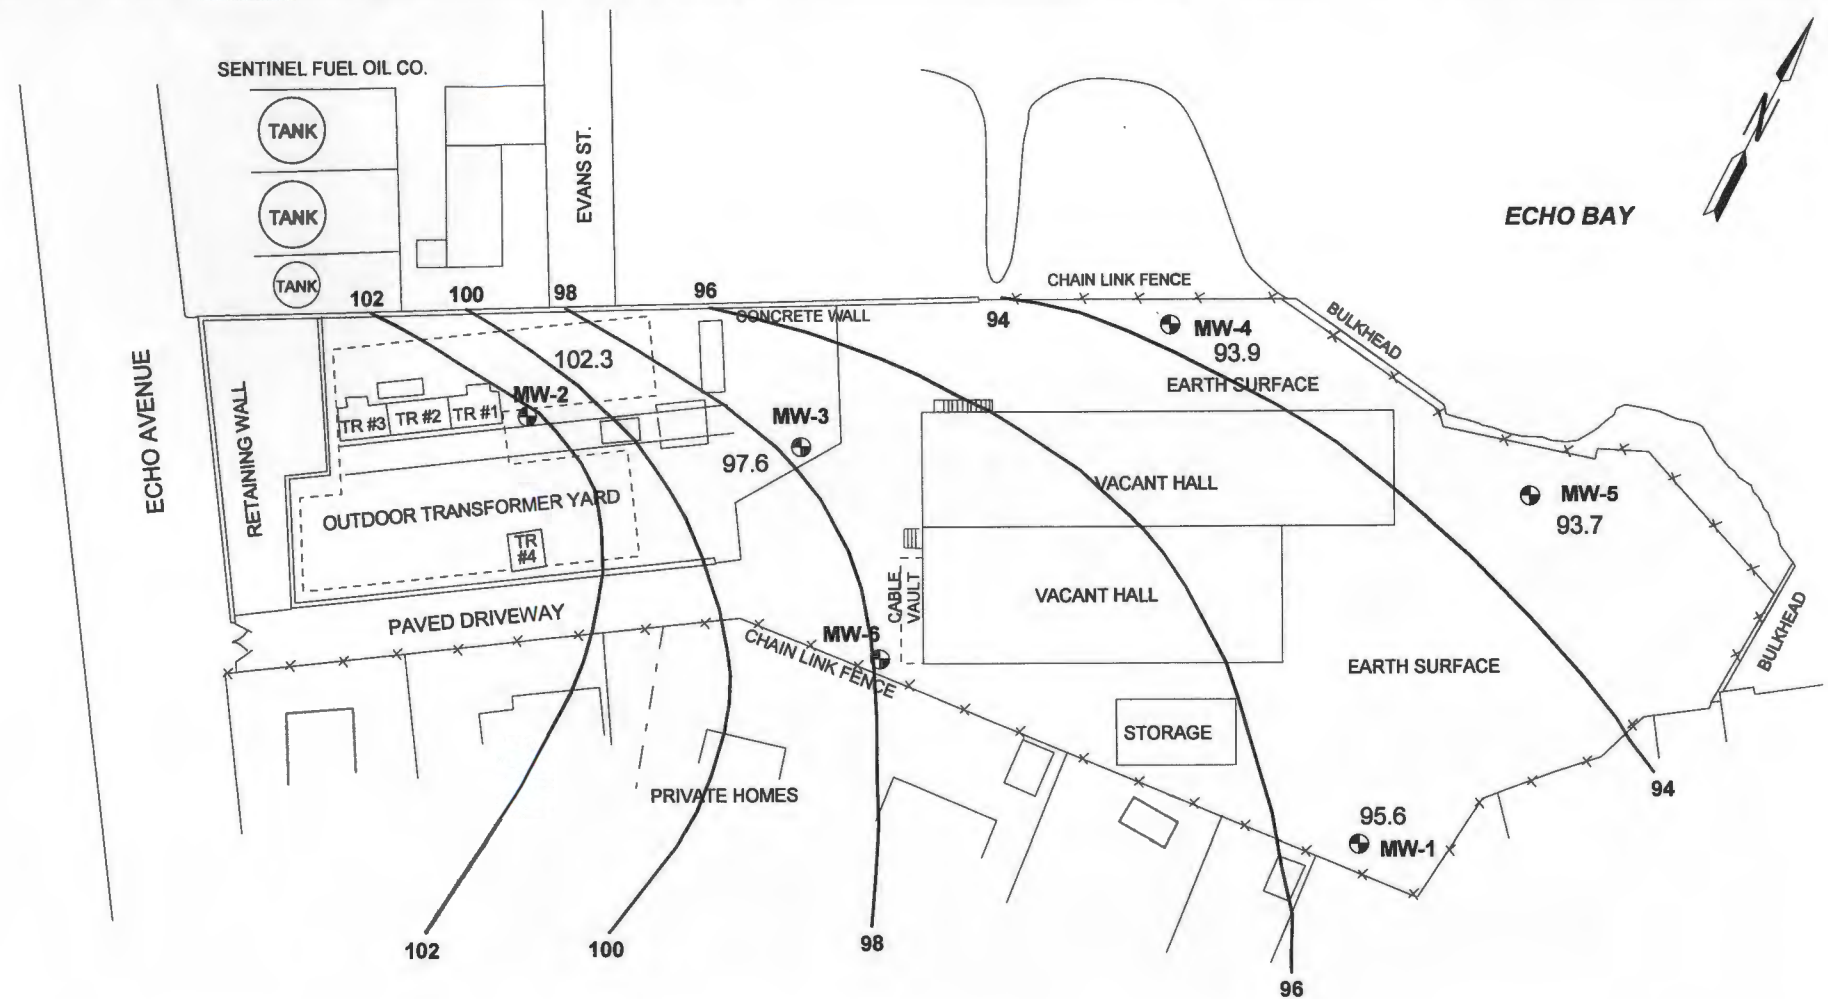 SENTINEL FUEL OIL CO.
TANK
TANK
TANK
EVANS ST.
N
ECHO BAY
102
100
98
96
CONCRETE WALL
94
CHAIN LINK FENCE
BULKHEAD
MW-4
93.9
EARTH SURFACE
ECHO AVENUE
RETAINING WALL
102.3
MW-2
TR #3
TR #2
TR #1
MW-3
97.6
OUTDOOR TRANSFORMER YARD
TR
#4
VACANT HALL
MW-5
93.7
CABLE
VAULT
VACANT HALL
PAVED DRIVEWAY
MW-6
CHAIN LINK FENCE
EARTH SURFACE
BULKHEAD
STORAGE
PRIVATE HOMES
94
95.6
MW-1
102
100
98
96